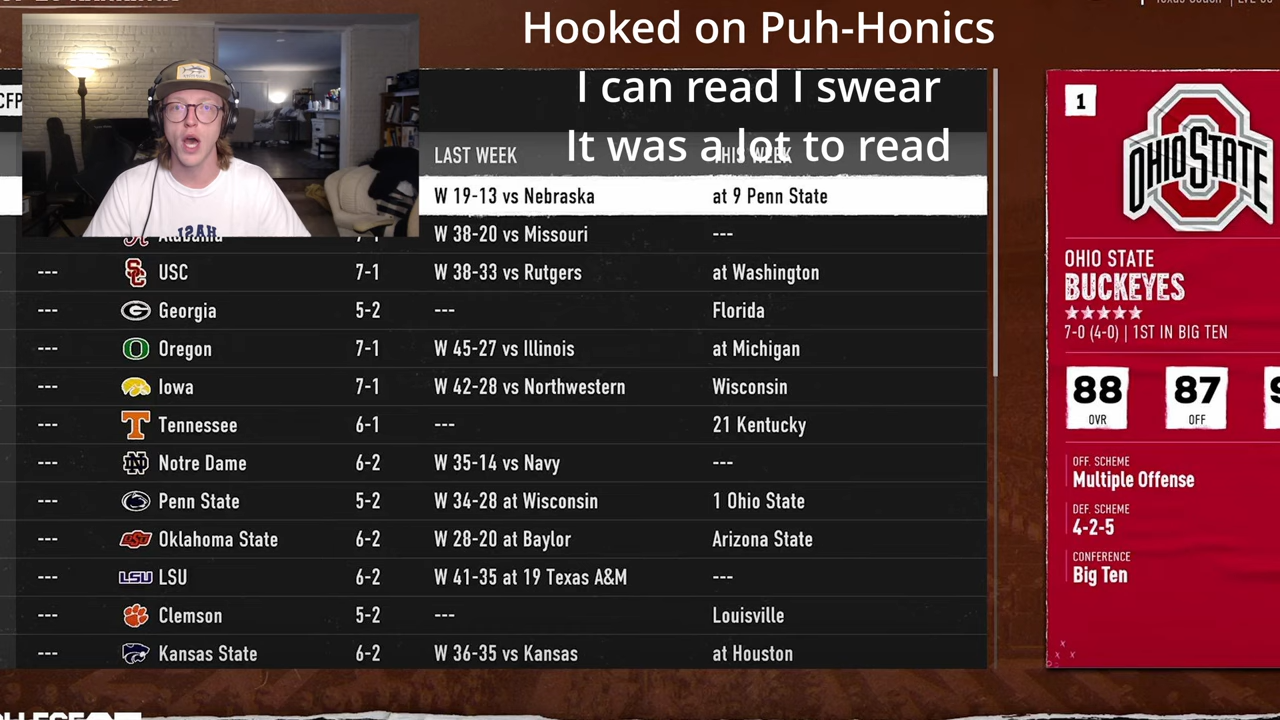 Hooked on Puh-Honics
I can read I swear
It was a lot to read
CFP
LAST WEEK THIS WEEK
W 19-13 vs Nebraska at 9 Penn State
Alabama 7-1 W 38-20 vs Missouri ---
--- USC 7-1 W 38-33 vs Rutgers at Washington
--- Georgia 5-2 --- Florida
--- Oregon 7-1 W 45-27 vs Illinois at Michigan
--- Iowa 7-1 W 42-28 vs Northwestern Wisconsin
--- Tennessee 6-1 --- 21 Kentucky
--- Notre Dame 6-2 W 35-14 vs Navy ---
--- Penn State 5-2 W 34-28 at Wisconsin 1 Ohio State
--- Oklahoma State 6-2 W 28-20 at Baylor Arizona State
--- LSU LSU 6-2 W 41-35 at 19 Texas A&M ---
--- Clemson 5-2 --- Louisville
--- Kansas State 6-2 W 36-35 vs Kansas at Houston
1
OHIO STATE
OHIO STATE
BUCKEYES
7-0 (4-0) | 1ST IN BIG TEN
88 87
OVR OFF
OFF. SCHEME
Multiple Offense
DEF. SCHEME
4-2-5
CONFERENCE
Big Ten